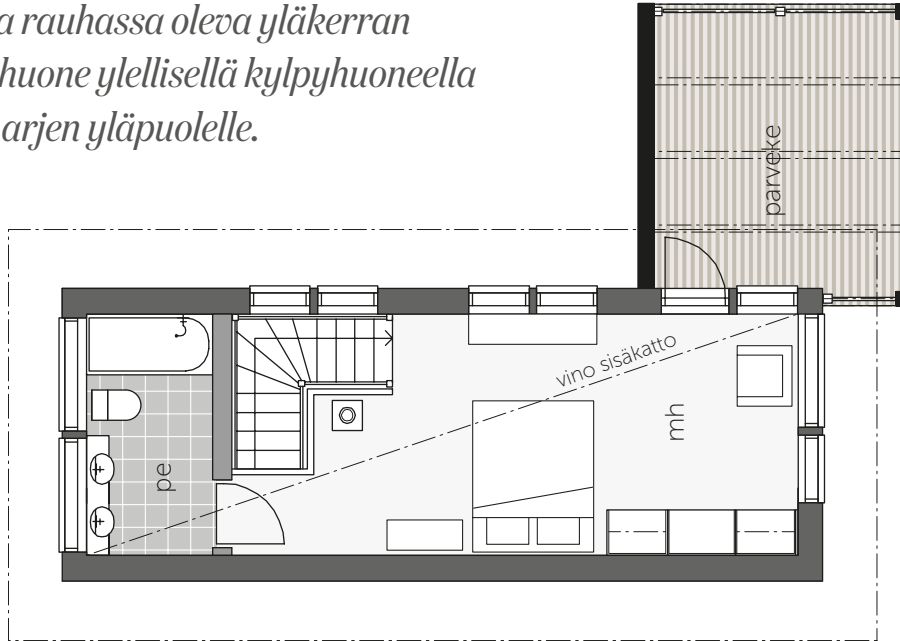 a rauhassa oleva yläkerran
huone ylellisellä kylpyhuoneella
arjen yläpuolelle.
parveke
vino sisäkatto
mh
pe